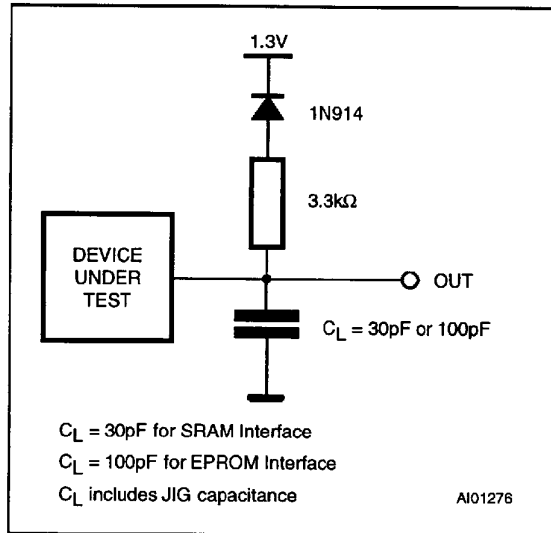 1.3V
1N914
3.3kΩ
DEVICE
UNDER
TEST
OUT
CL = 30pF or 100pF
CL = 30pF for SRAM Interface
CL = 100pF for EPROM Interface
CL includes JIG capacitance
AI01276